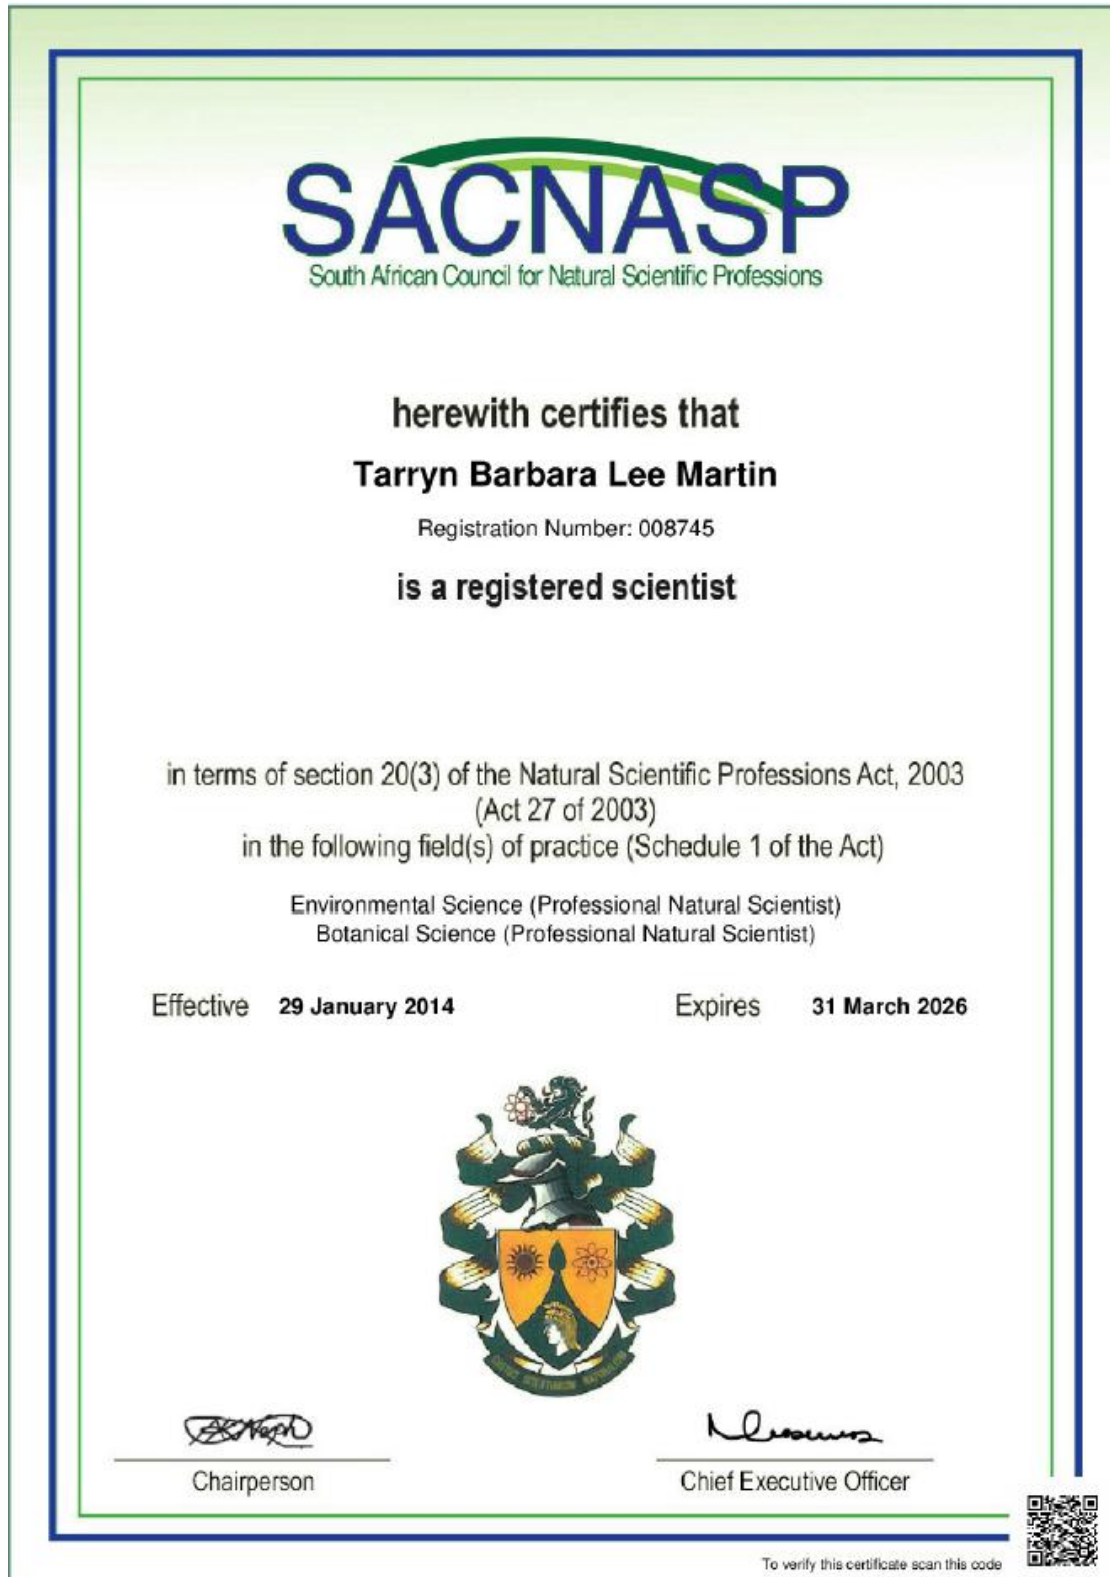 SACNASP
South African Council for Natural Scientific Professions
herewith certifies that
Tarryn Barbara Lee Martin
Registration Number: 008745
is a registered scientist
in terms of section 20(3) of the Natural Scientific Professions Act, 2003
(Act 27 of 2003)
in the following field(s) of practice (Schedule 1 of the Act)
Environmental Science (Professional Natural Scientist)
Botanical Science (Professional Natural Scientist)
Effective 29 January 2014 Expires 31 March 2026
Chairperson Chief Executive Officer
To verify this certificate scan this code